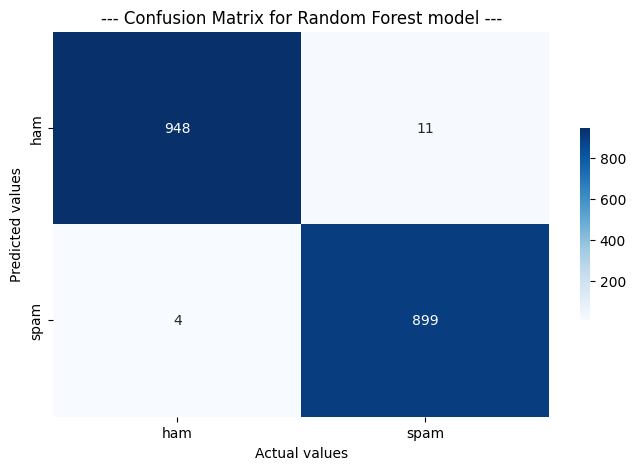 --- Confusion Matrix for Random Forest model ---
Predicted values
ham
948
11
spam
4
899
ham
spam
Actual values
800
600
400
200